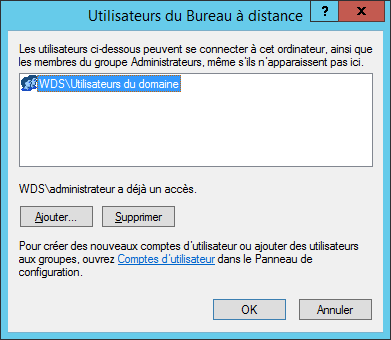 Utilisateurs du Bureau à distance
?
x
Les utilisateurs ci-dessous peuvent se connecter à cet ordinateur, ainsi que
les membres du groupe Administrateurs, même s'ils n'apparaissent pas ici.
WDS\Utilisateurs du domaine
WDS\administrateur a déjà un accès.
Ajouter...
Supprimer
Pour créer des nouveaux comptes d'utilisateur ou ajouter des utilisateurs
aux groupes, ouvrez Comptes d'utilisateur dans le Panneau de
configuration.
OK
Annuler